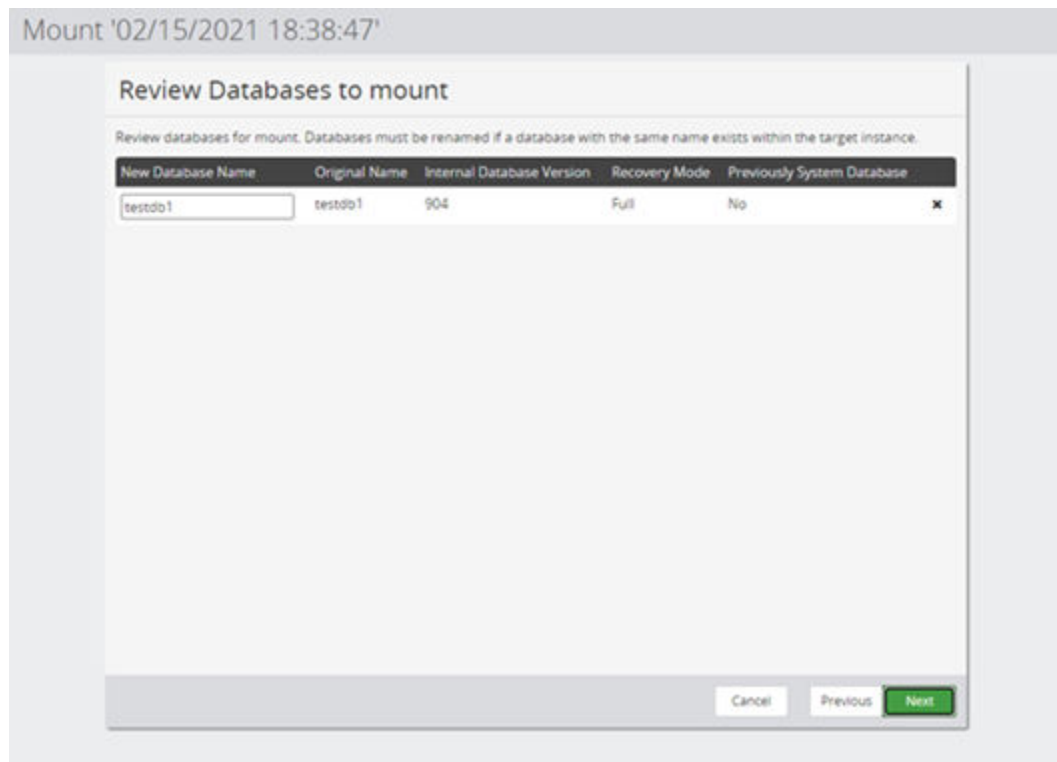 Mount '02/15/2021 18:38:47'
Review Databases to mount
Review databases for mount. Databases must be renamed if a database with the same name exists within the target instance.
New Database Name Original Name Internal Database Version Recovery Mode Previously System Database
testdb1 testdb1 904 Full No
Cancel Previous Next